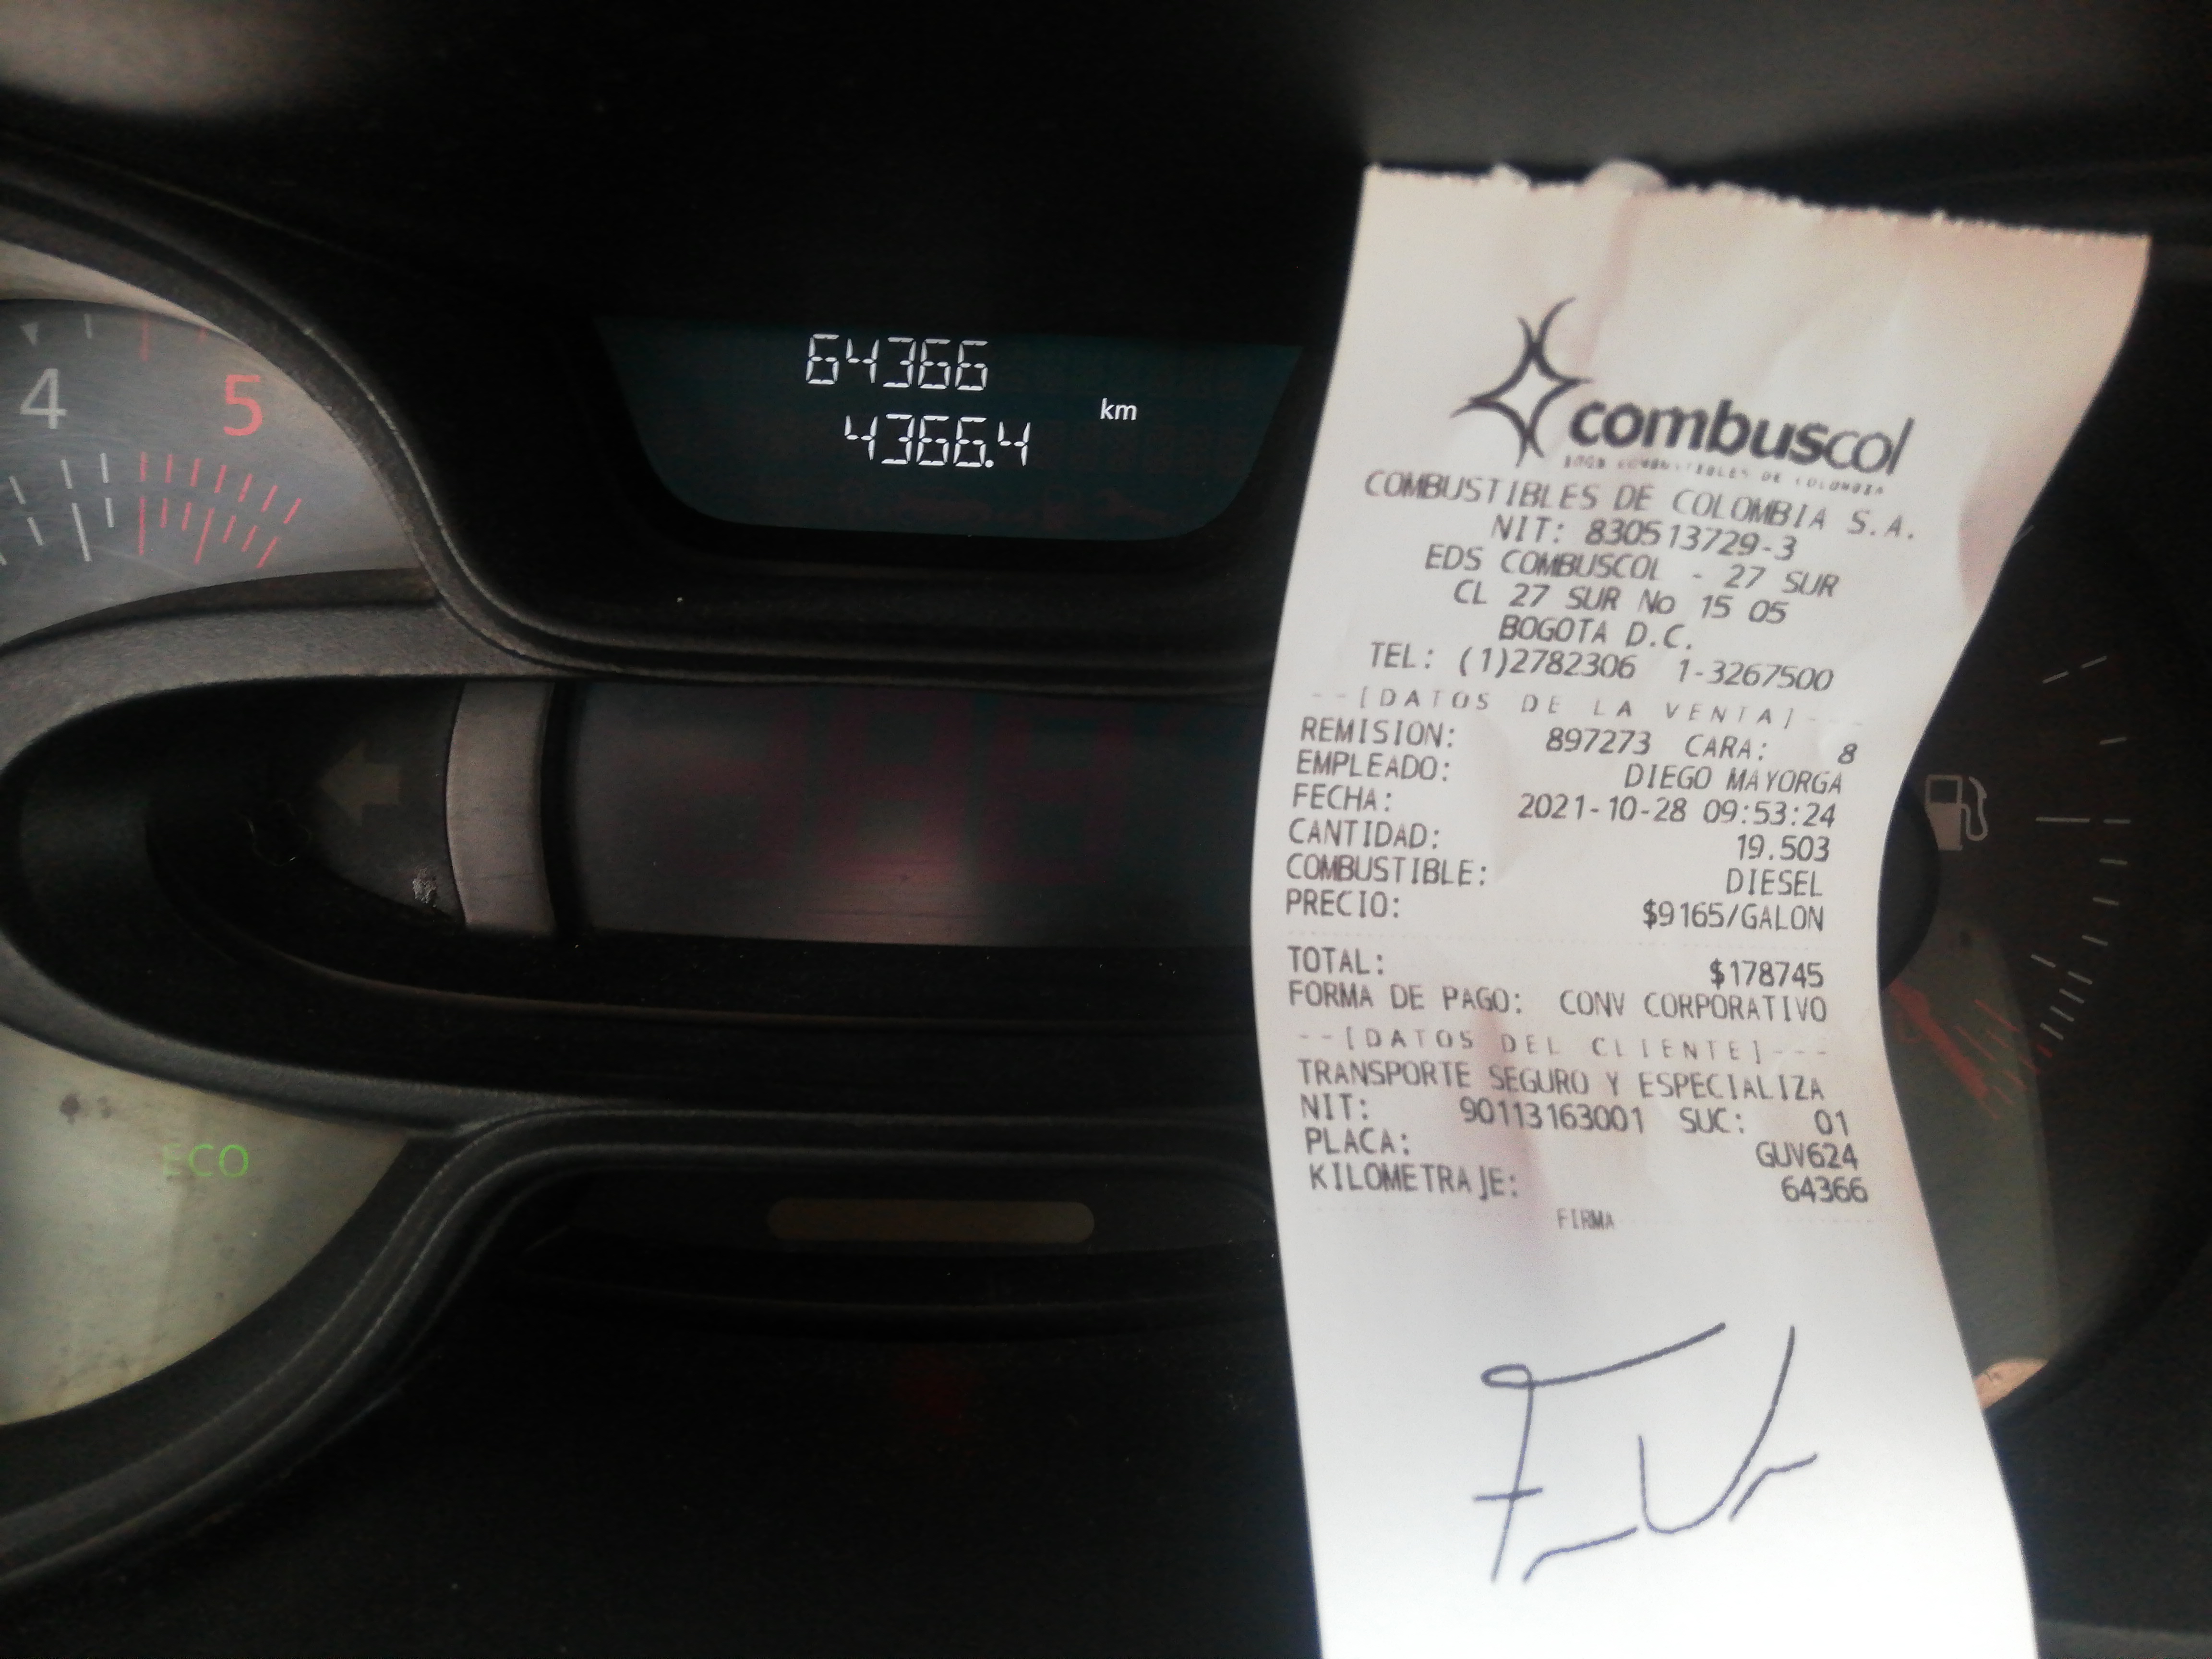 4
5
64366
km
4366.4
ECO
combuscol
COMBUSTIBLES DE COLOMBIA S.A.
NIT: 830513729-3
EDS COMBUSCOL - 27 SUR
CL 27 SUR No 15 05
BOGOTA D.C.
TEL: (1)2782306 1-3267500
--[DATOS DE LA VENTA]---
REMISION: 897273 CARA: 8
EMPLEADO: DIEGO MAYORGA
FECHA: 2021-10-28 09:53:24
CANTIDAD: 19.503
COMBUSTIBLE: DIESEL
PRECIO: $9165/GALON
TOTAL: $178745
FORMA DE PAGO: CONV CORPORATIVO
--[DATOS DEL CLIENTE]---
TRANSPORTE SEGURO Y ESPECIALIZA
NIT: 90113163001 SUC: 01
PLACA: GUV624
KILOMETRAJE: 64366
FIRMA